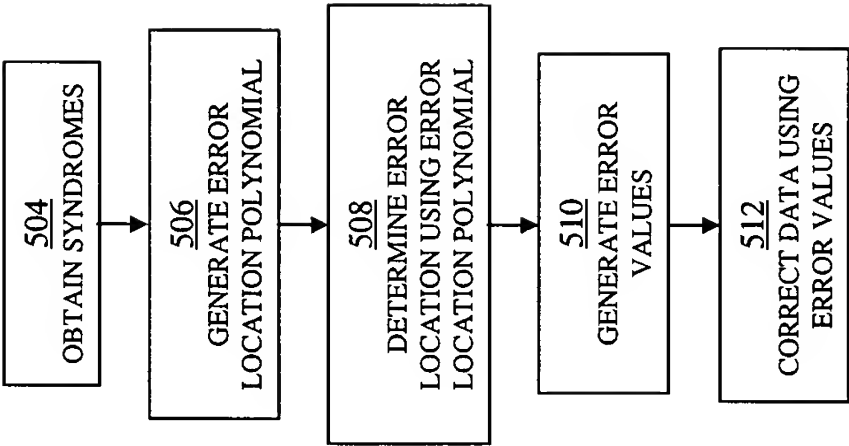 504
OBTAIN SYNDROMES
506
GENERATE ERROR
LOCATION POLYNOMIAL
508
DETERMINE ERROR
LOCATION USING ERROR
LOCATION POLYNOMIAL
510
GENERATE ERROR
VALUES
512
CORRECT DATA USING
ERROR VALUES